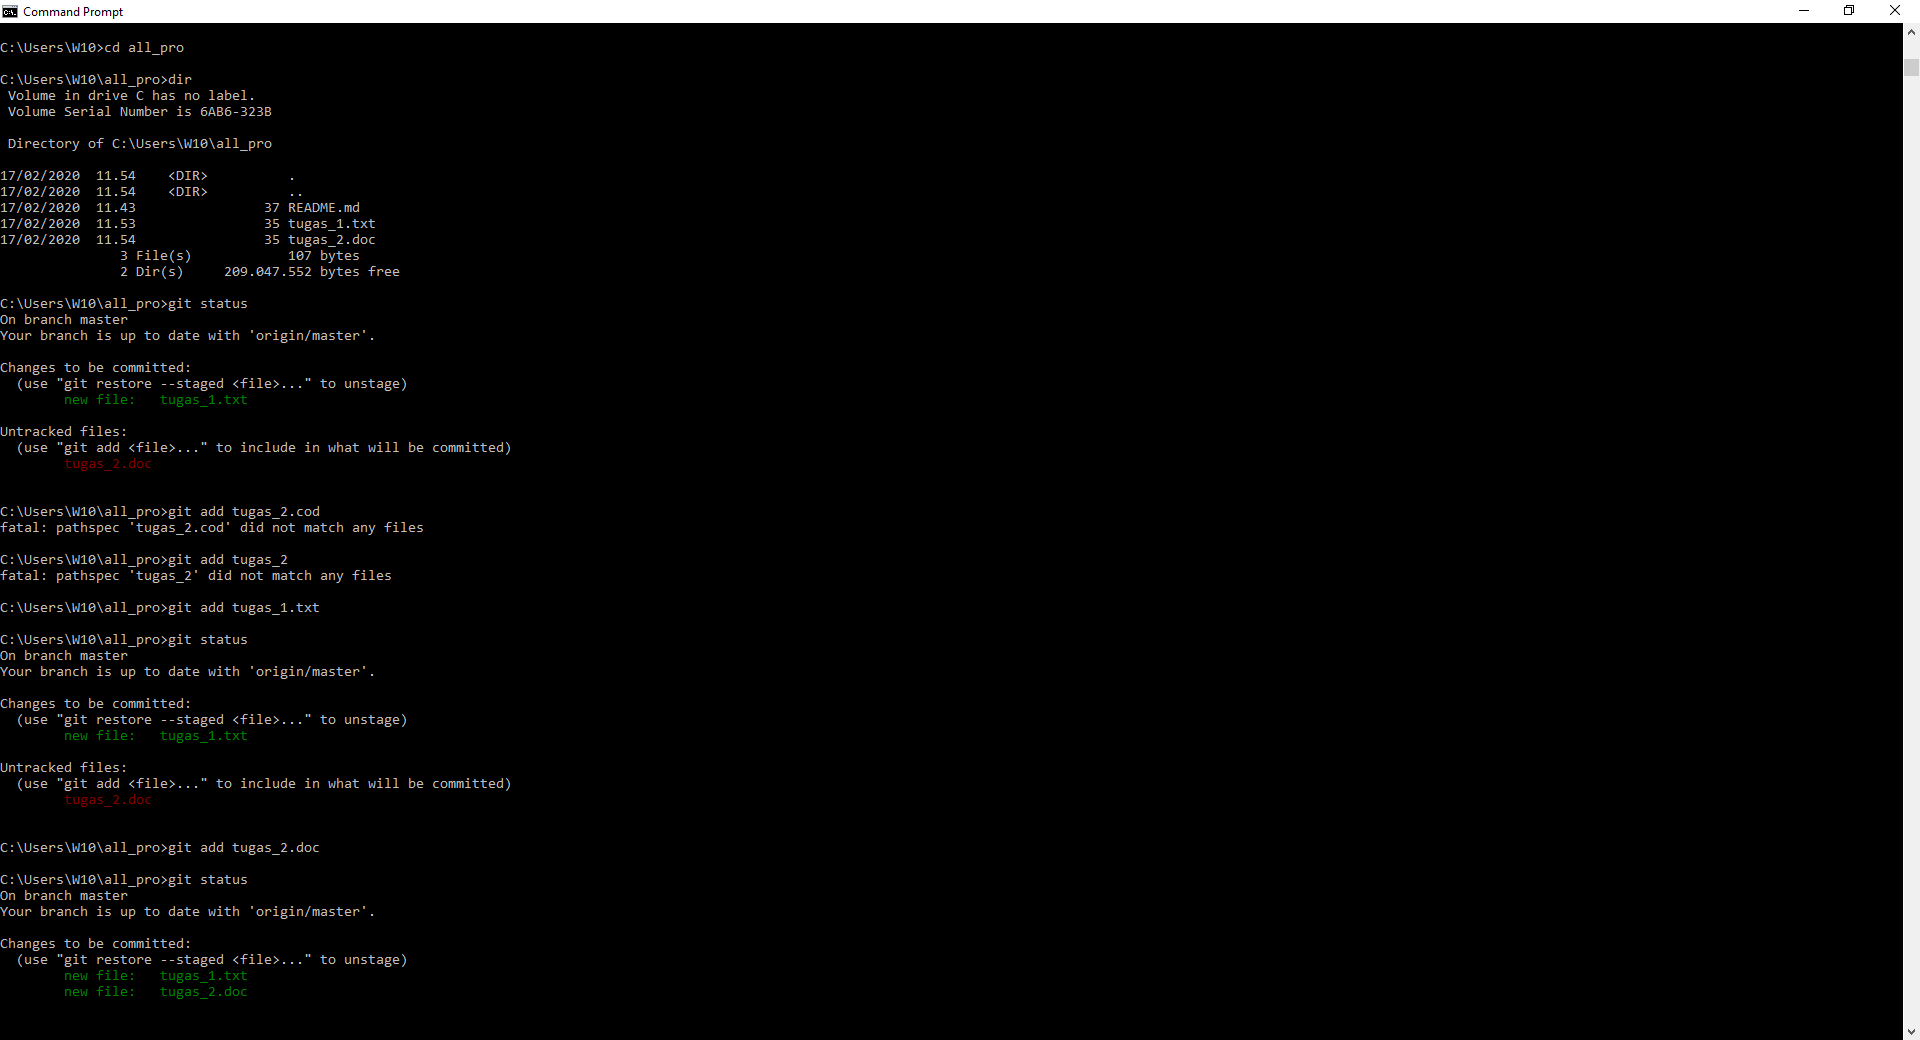 Command Prompt
C:\Users\W10>cd all_pro
C:\Users\W10\all_pro>dir
 Volume in drive C has no label.
 Volume Serial Number is 6AB6-323B
 Directory of C:\Users\W10\all_pro
17/02/2020  11.54    <DIR>          .
17/02/2020  11.54    <DIR>          ..
17/02/2020  11.43                37 README.md
17/02/2020  11.53                35 tugas_1.txt
17/02/2020  11.54                35 tugas_2.doc
               3 File(s)            107 bytes
               2 Dir(s)     209.047.552 bytes free
C:\Users\W10\all_pro>git status
On branch master
Your branch is up to date with 'origin/master'.
Changes to be committed:
  (use "git restore --staged <file>..." to unstage)
        new file:   tugas_1.txt
Untracked files:
  (use "git add <file>..." to include in what will be committed)
        tugas_2.doc
C:\Users\W10\all_pro>git add tugas_2.cod
fatal: pathspec 'tugas_2.cod' did not match any files
C:\Users\W10\all_pro>git add tugas_2
fatal: pathspec 'tugas_2' did not match any files
C:\Users\W10\all_pro>git add tugas_1.txt
C:\Users\W10\all_pro>git status
On branch master
Your branch is up to date with 'origin/master'.
Changes to be committed:
  (use "git restore --staged <file>..." to unstage)
        new file:   tugas_1.txt
Untracked files:
  (use "git add <file>..." to include in what will be committed)
        tugas_2.doc
C:\Users\W10\all_pro>git add tugas_2.doc
C:\Users\W10\all_pro>git status
On branch master
Your branch is up to date with 'origin/master'.
Changes to be committed:
  (use "git restore --staged <file>..." to unstage)
        new file:   tugas_1.txt
        new file:   tugas_2.doc